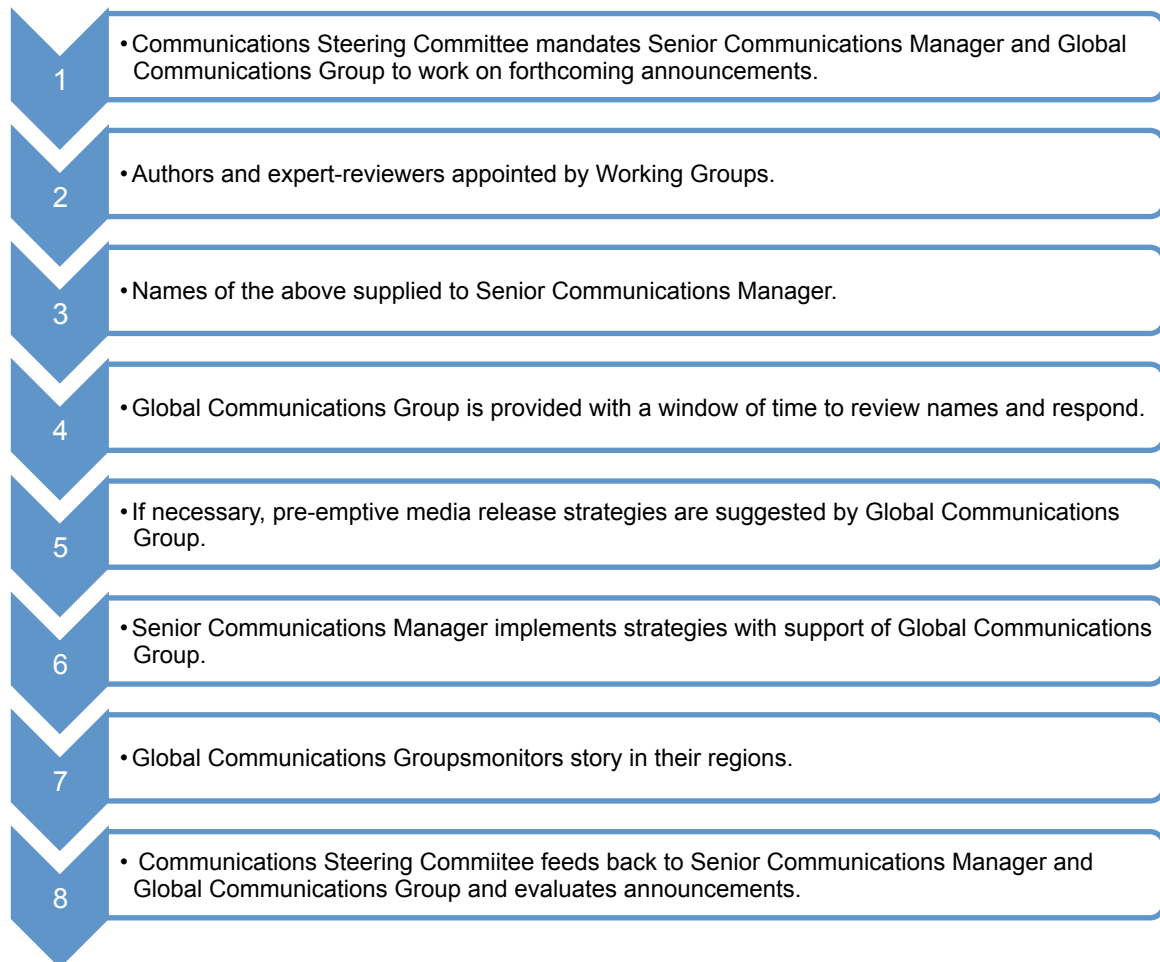 1
• Communications Steering Committee mandates Senior Communications Manager and Global
Communications Group to work on forthcoming announcements.
2
• Authors and expert-reviewers appointed by Working Groups.
3
• Names of the above supplied to Senior Communications Manager.
4
• Global Communications Group is provided with a window of time to review names and respond.
5
• If necessary, pre-emptive media release strategies are suggested by Global Communications
Group.
6
• Senior Communications Manager implements strategies with support of Global Communications
Group.
7
• Global Communications Groupsmonitors story in their regions.
8
• Communications Steering Commiitee feeds back to Senior Communications Manager and
Global Communications Group and evaluates announcements.